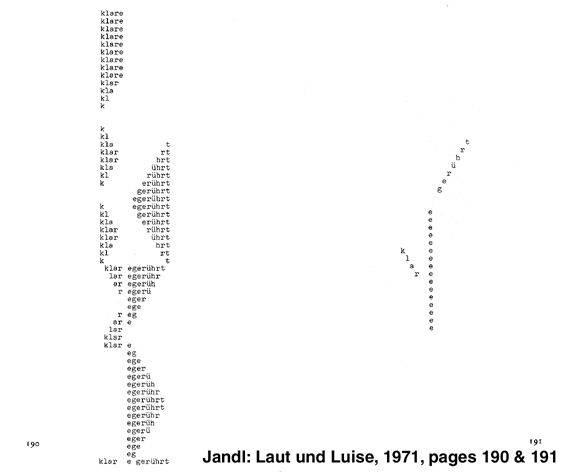 klare
klare
klare
klare
klare
klare
klare
klare
klare
klar
kla
kl
k
k
kl
kla t
klar rt
klar hrt
kla ührt
kl rührt
k erührt
gerührt
egerührt
k egerührt
kl gerührt
kla erührt
klar rührt
klar ührt
kla hrt
kl rt
k t
klar egerührt
lar egerühr
ar egerüh
r egerü
eger
ege
r eg
ar e
lar
klar
klar e
eg
ege
eger
egerü
egerüh
egerühr
egerührt
egerührt
egerühr
egerüh
egerü
eger
ege
eg
klar e gerührt
190
t
r
h
ü
r
e
g
e
e
e
e
e
k e
l e
a e
r e
e
e
e
e
e
e
e
191
Jandl: Laut und Luise, 1971, pages 190 & 191